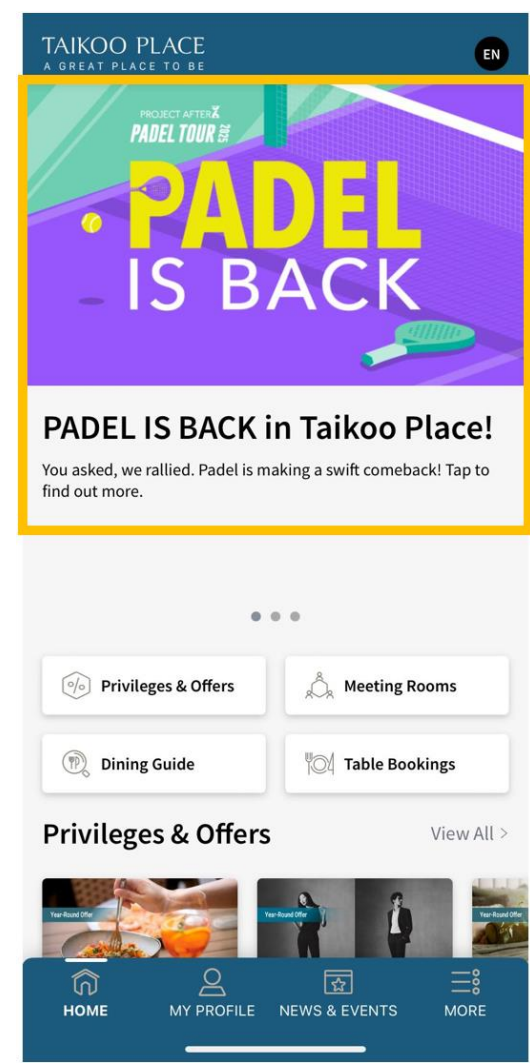 TAIKOO PLACE
A GREAT PLACE TO BE
EN
PROJECT AFTER
PADEL TOUR 2025
PADEL
IS BACK
PADEL IS BACK in Taikoo Place!
You asked, we rallied. Padel is making a swift comeback! Tap to
find out more.
Privileges & Offers
Meeting Rooms
Dining Guide
Table Bookings
Privileges & Offers
View All >
Year-Round Offer
Year-Round Offer
Year-Round Offer
HOME
MY PROFILE
NEWS & EVENTS
MORE